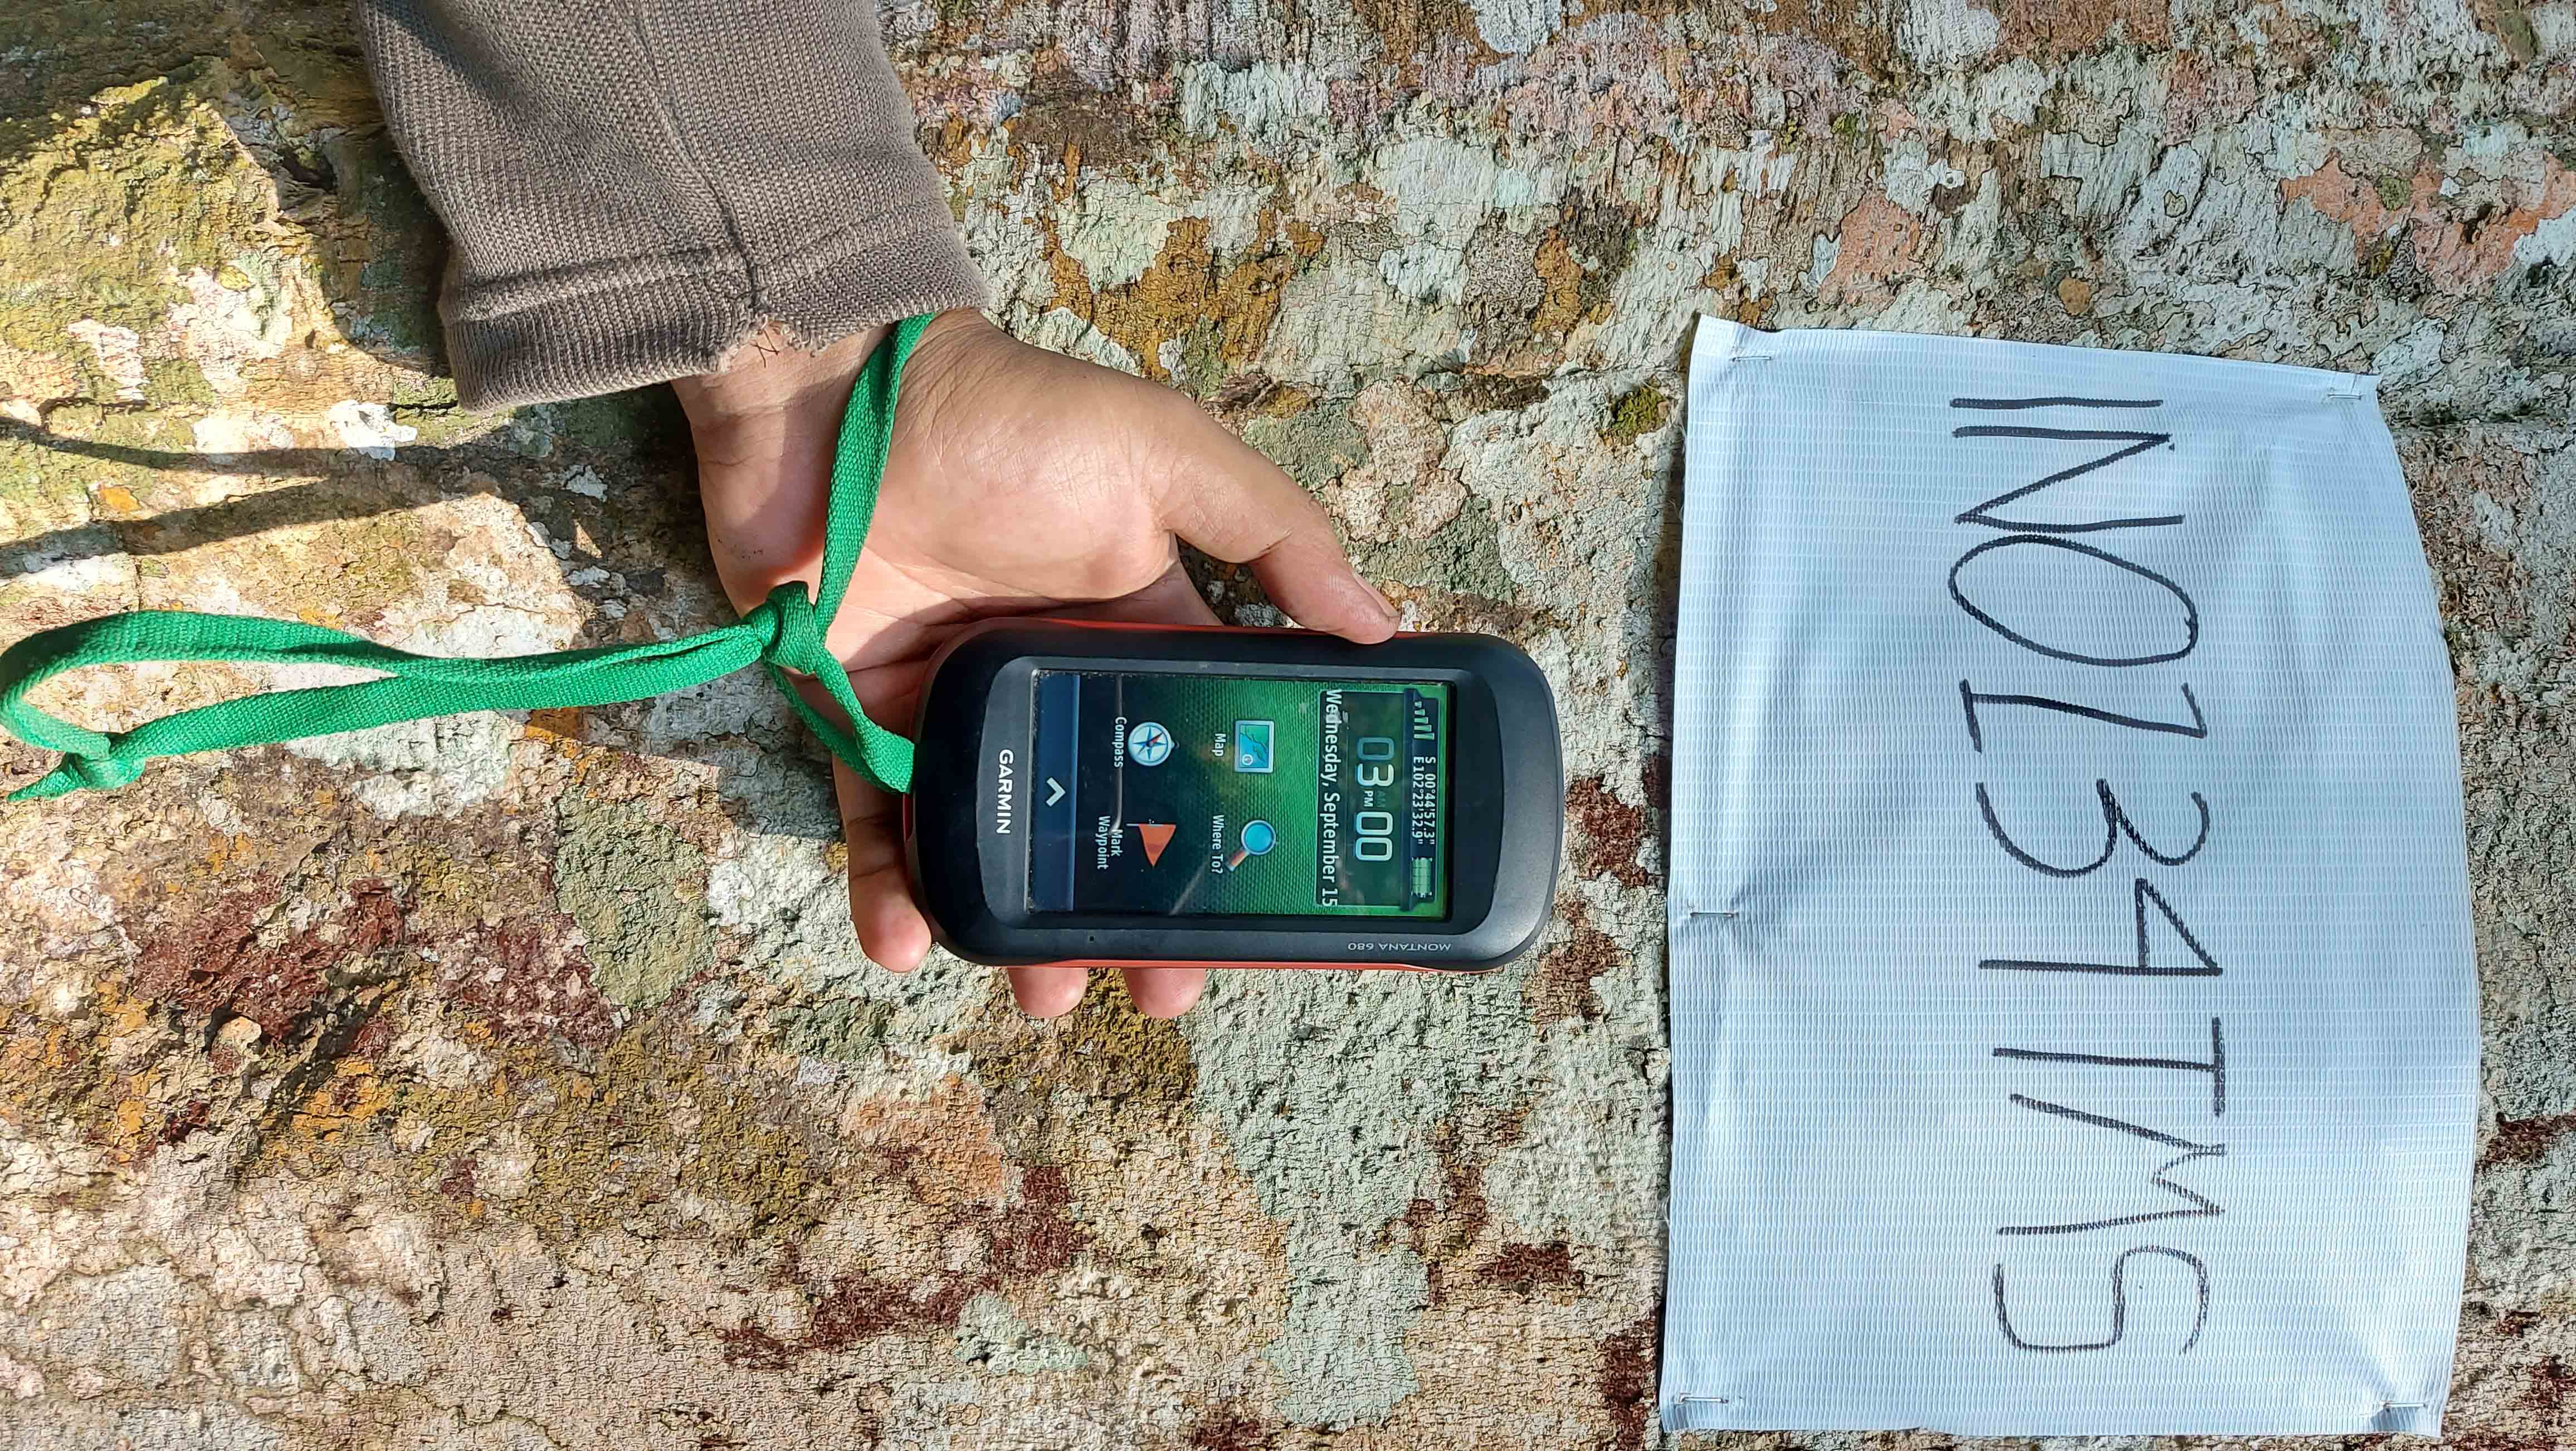 INO134TMS
S 00°44'57.3"
E102°23'32.9"
03 AM PM 00
Wednesday, September 15
Map
Where To?
Compass
Mark
Waypoint
GARMIN
MONTANA 680